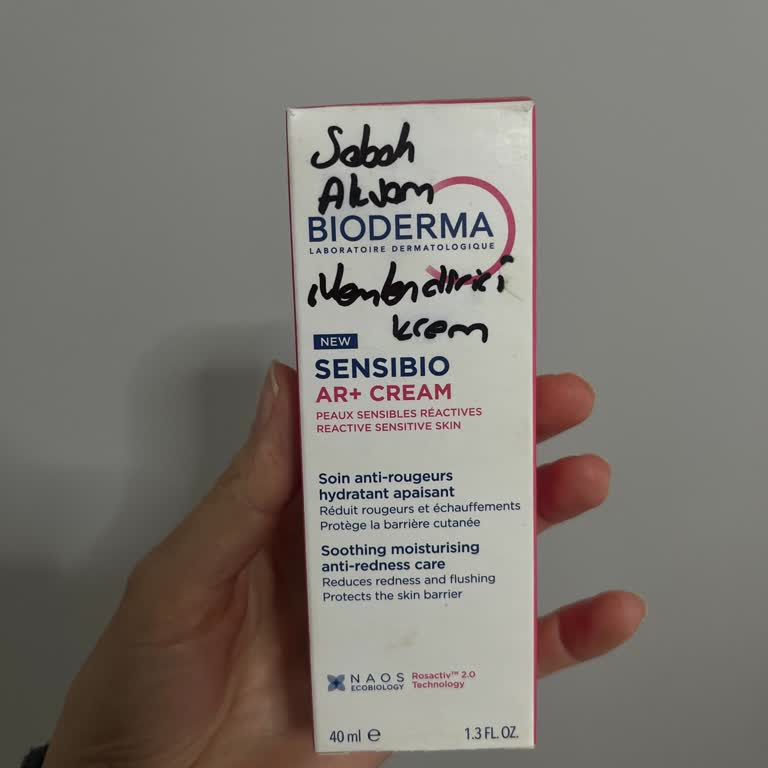 Sabah
Akşam
BIODERMA
LABORATOIRE DERMATOLOGIQUE
Nemlendirici
krem
NEW
SENSIBIO
AR+ CREAM
PEAUX SENSIBLES RÉACTIVES
REACTIVE SENSITIVE SKIN
Soin anti-rougeurs
hydratant apaisant
Réduit rougeurs et échauffements
Protège la barrière cutanée
Soothing moisturising
anti-redness care
Reduces redness and flushing
Protects the skin barrier
NAOS Rosactiv™ 2.0
ECOBIOLOGY Technology
40 ml ℮ 1.3 FL. OZ.